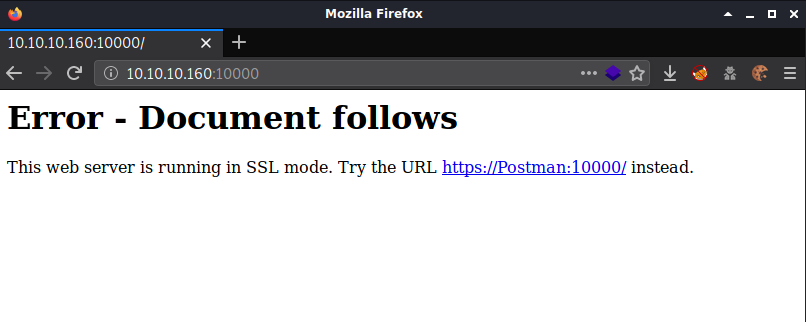 Mozilla Firefox
10.10.10.160:10000/
10.10.10.160:10000
Error - Document follows
This web server is running in SSL mode. Try the URL https://Postman:10000/ instead.